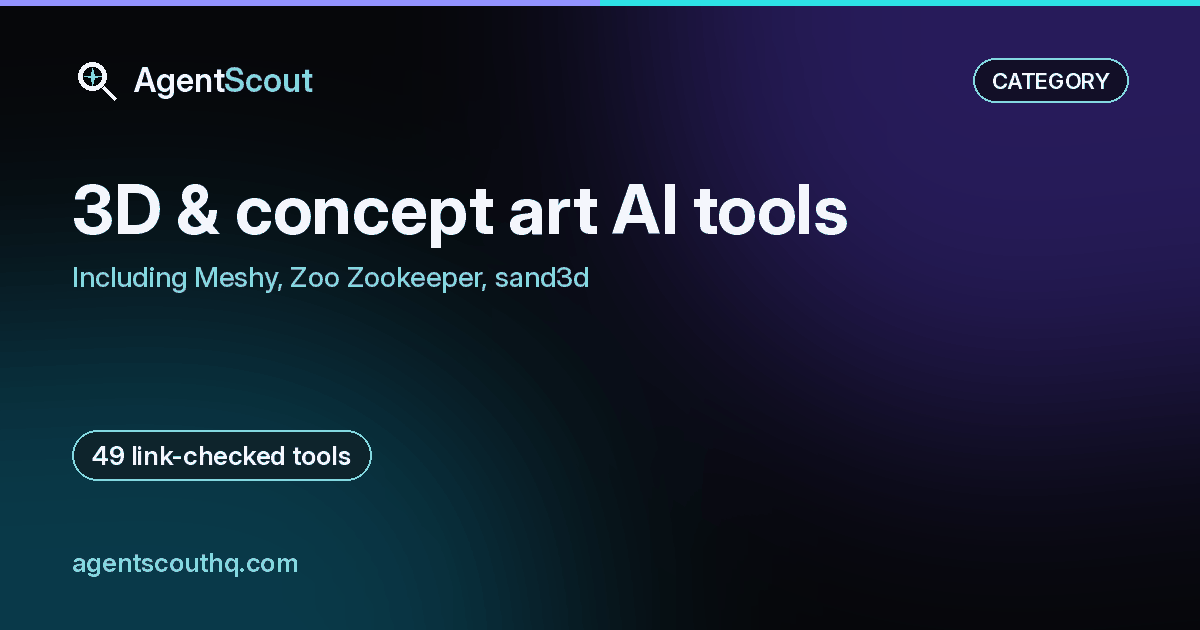 AgentScout
CATEGORY
3D & concept art AI tools
Including Meshy, Zoo Zookeeper, sand3d
49 link-checked tools
agentscouthq.com